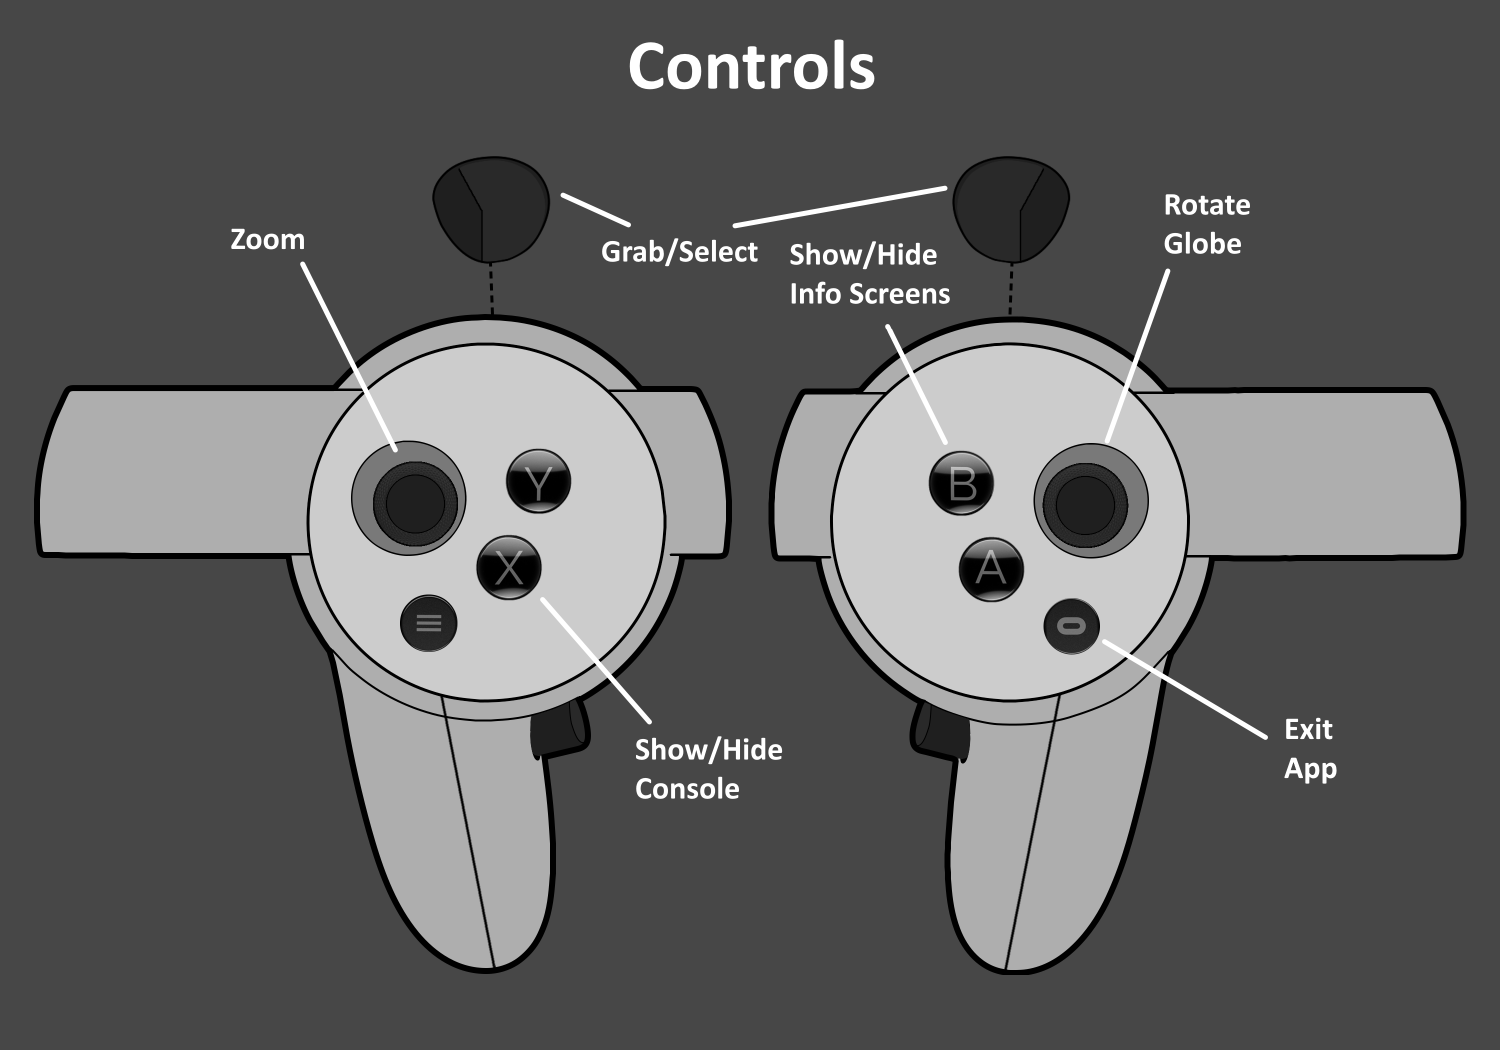 Controls
Zoom
Grab/Select
Show/Hide
Info Screens
Rotate
Globe
Y
X
B
A
Show/Hide
Console
Exit
App